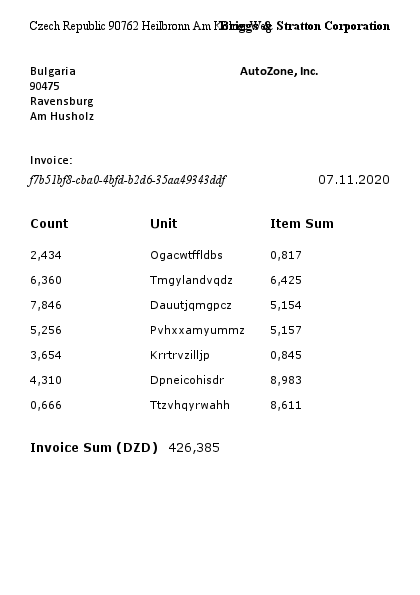 Czech Republic 90762 Heilbronn Am Briggs & Stratton Corporation
Bulgaria
AutoZone, Inc.
90475
Ravensburg
Am Husholz
Invoice:
f7b51bf8-cba0-4bfd-b2d6-35aa49343ddf 07.11.2020
Count Unit Item Sum
2,434 Ogacwtffldbs 0,817
6,360 Tmgylandvqdz 6,425
7,846 Dauutjqmgpcz 5,154
5,256 Pvhxxamyummz 5,157
3,654 Krrtrvzilljp 0,845
4,310 Dpneicohisdr 8,983
0,666 Ttzvhqyrwahh 8,611
Invoice Sum (DZD) 426,385